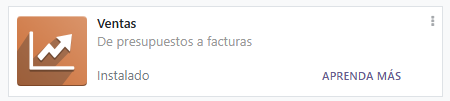 Ventas
De presupuestos a facturas
Instalado APRENDA MÁS